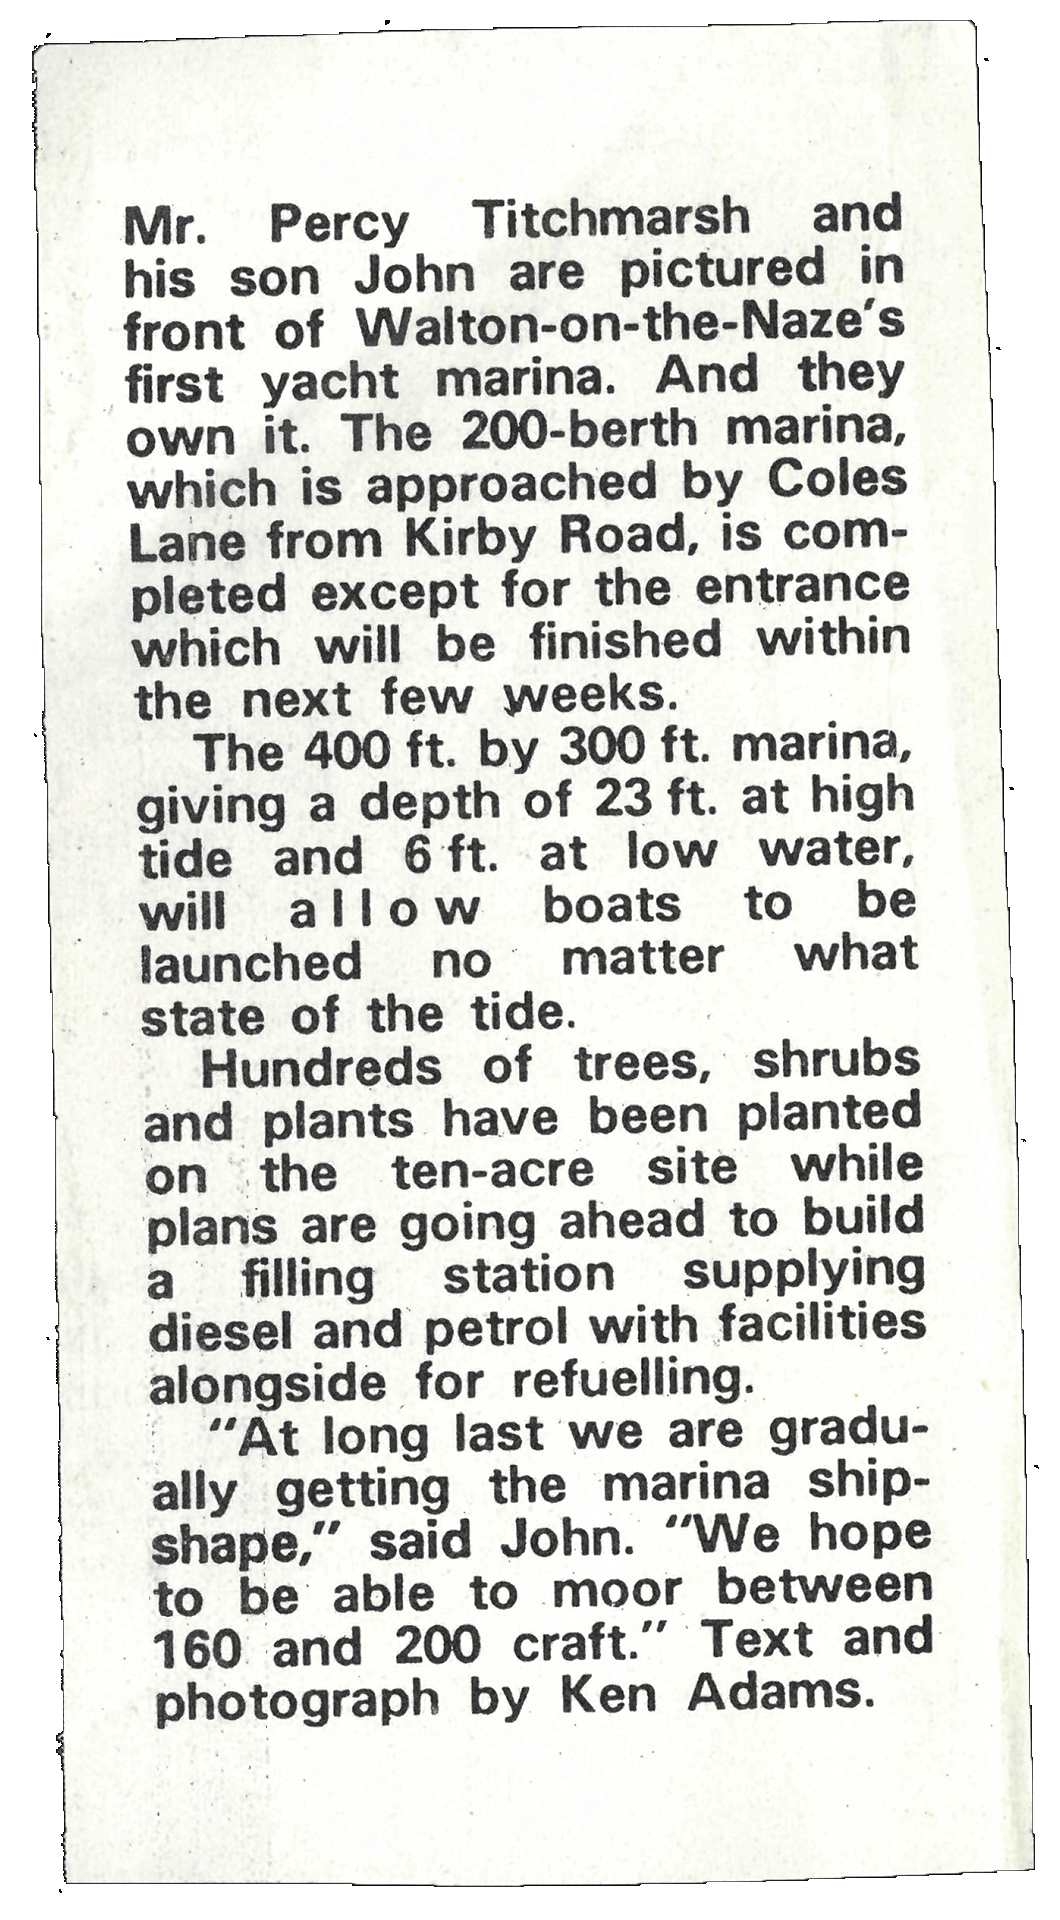 Mr. Percy Titchmarsh and
his son John are pictured in
front of Walton-on-the-Naze's
first yacht marina. And they
own it. The 200-berth marina,
which is approached by Coles
Lane from Kirby Road, is com-
pleted except for the entrance
which will be finished within
the next few weeks.
The 400 ft. by 300 ft. marina,
giving a depth of 23 ft. at high
tide and 6 ft. at low water,
will allow boats to be
launched no matter what
state of the tide.
Hundreds of trees, shrubs
and plants have been planted
on the ten-acre site while
plans are going ahead to build
a filling station supplying
diesel and petrol with facilities
alongside for refuelling.
"At long last we are gradu-
ally getting the marina ship-
shape," said John. "We hope
to be able to moor between
160 and 200 craft." Text and
photograph by Ken Adams.